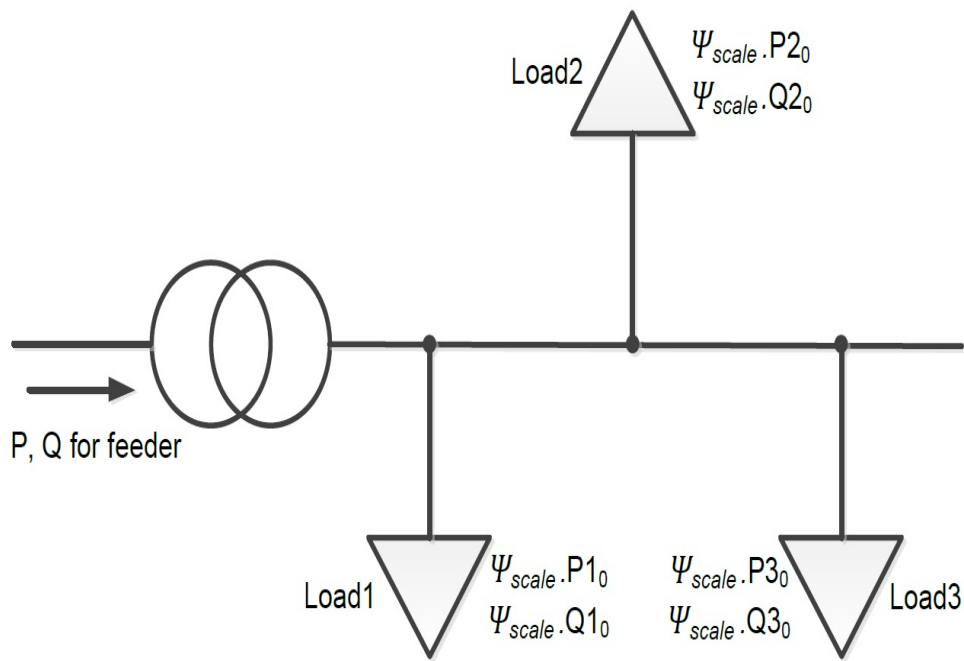 Load2
Ψscale.P2₀
Ψscale.Q2₀
P, Q for feeder
Load1
Ψscale.P1₀
Ψscale.Q1₀
Ψscale.P3₀
Ψscale.Q3₀
Load3